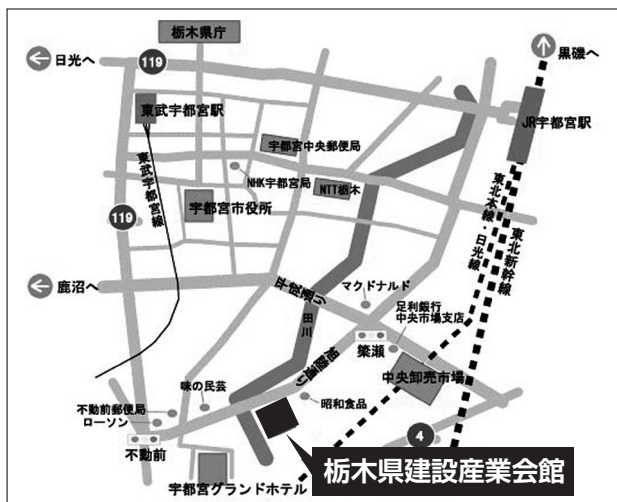 栃木県庁
日光へ
119
黒磯へ
東武宇都宮駅
JR宇都宮駅
宇都宮中央郵便局
東武宇都宮線
NHK宇都宮局
NTT栃木
宇都宮市役所
119
東北本線・日光線
東北新幹線
鹿沼へ
平成通り
マクドナルド
田川
足利銀行
中央市場支店
簗瀬
中央卸売市場
味の民芸
昭和食品
不動前郵便局
ローソン
4
不動前
栃木県建設産業会館
宇都宮グランドホテル